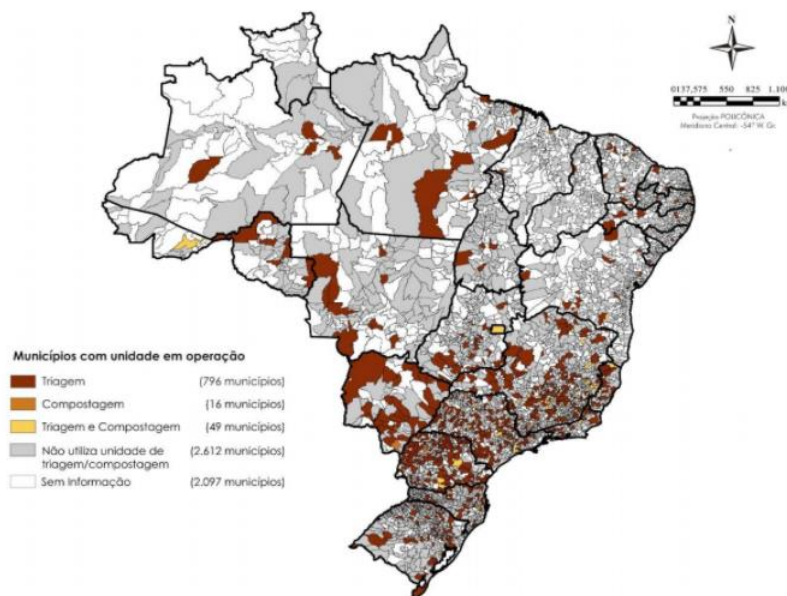 N
0137,575 550 825 1.100
Projeção POLICÔNICA
Meridiano Central: -54° W. Gr.
Municípios com unidade em operação
Triagem (796 municípios)
Compostagem (16 municípios)
Triagem e Compostagem (49 municípios)
Não utiliza unidade de triagem/compostagem (2.612 municípios)
Sem Informação (2.097 municípios)